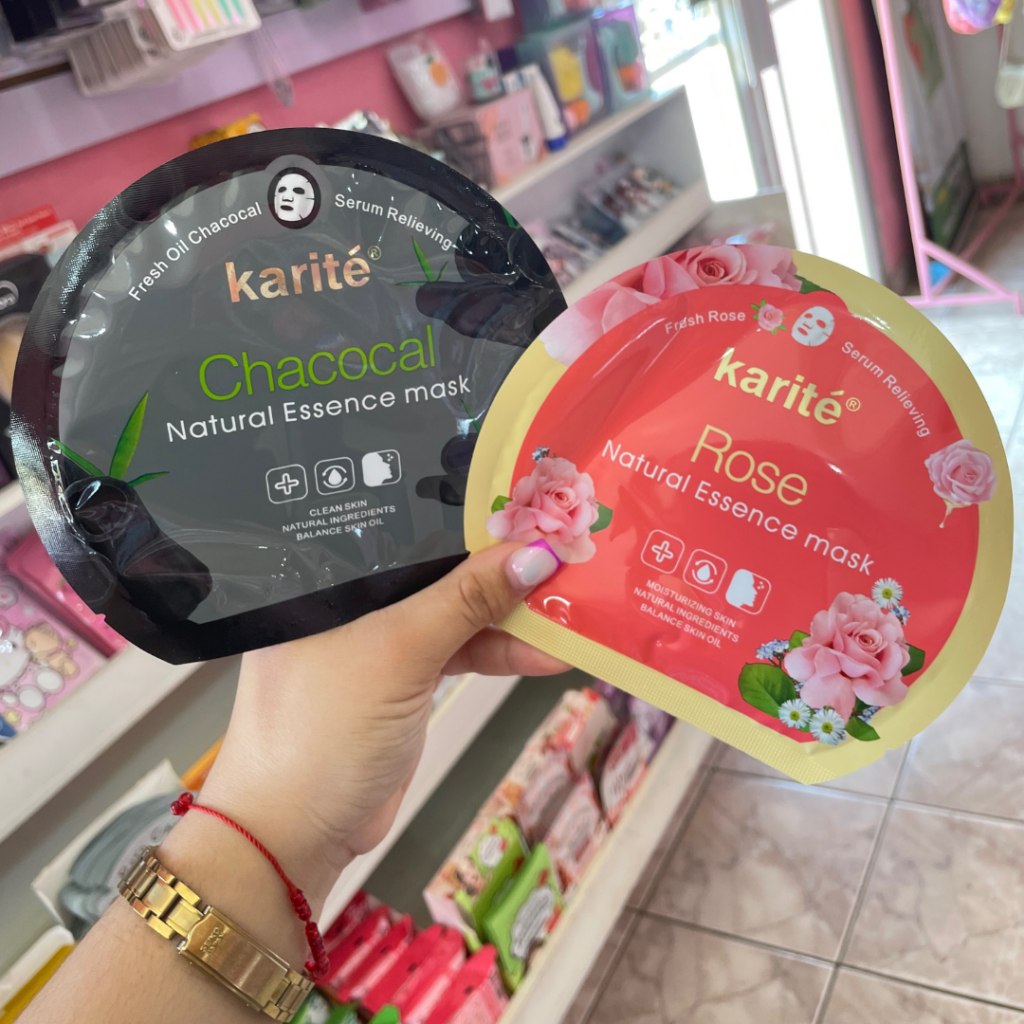 Fresh Oil Chacocal
Serum Relieving
karité®
Chacocal
Natural Essence mask
CLEAN SKIN
NATURAL INGREDIENTS
BALANCE SKIN OIL
Fresh Rose
Serum Relieving
karité®
Rose
Natural Essence mask
MOISTURIZING SKIN
NATURAL INGREDIENTS
BALANCE SKIN OIL